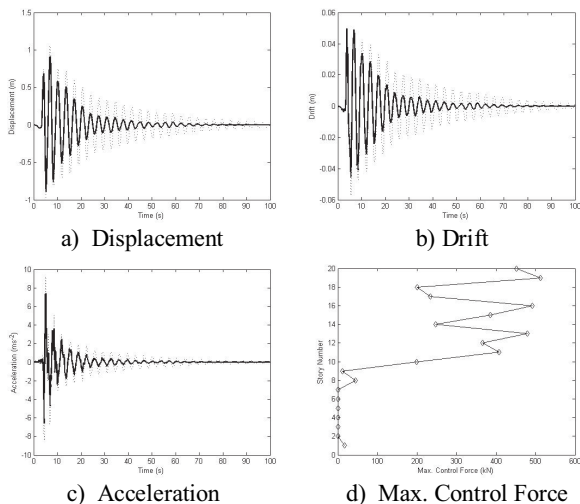 1.5
1
0.5
0
-0.5
-1
Displacement (m)
0 10 20 30 40 50 60 70 80 90 100
Time (s)
a) Displacement
0.06
0.04
0.02
0
0.02
0.04
0.06
Drift (m)
0 10 20 30 40 50 60 70 80 90 100
Time (s)
b) Drift
10
8
6
4
2
0
-2
-4
-6
-8
-10
Acceleration (ms⁻²)
0 10 20 30 40 50 60 70 80 90 100
Time (s)
c) Acceleration
20
18
16
14
12
10
8
6
4
2
0
Story Number
0 100 200 300 400 500 600
Max. Control Force (kN)
d) Max. Control Force